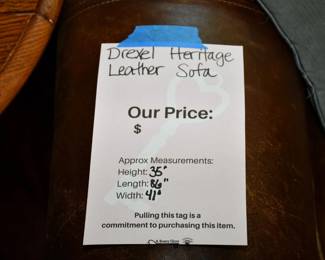 Drexel Heritage
Leather Sofa
Our Price:
$
Approx Measurements:
Height: 35"
Length: 86"
Width: 41"
Pulling this tag is a
commitment to purchasing this item.